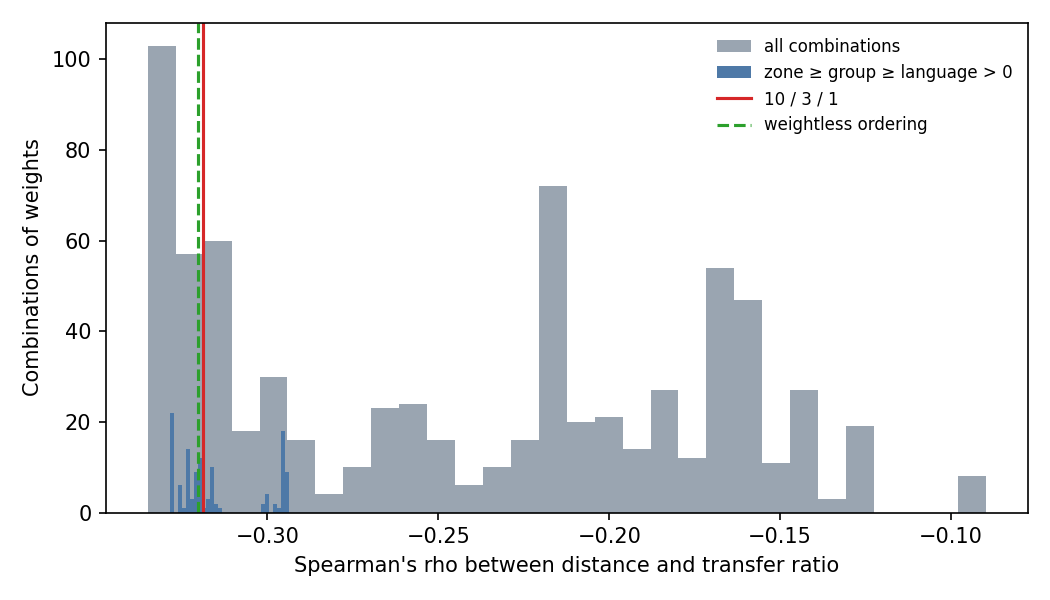 all combinations
zone ≥ group ≥ language > 0
10 / 3 / 1
weightless ordering
Combinations of weights
100
80
60
40
20
0
−0.30 −0.25 −0.20 −0.15 −0.10
Spearman's rho between distance and transfer ratio